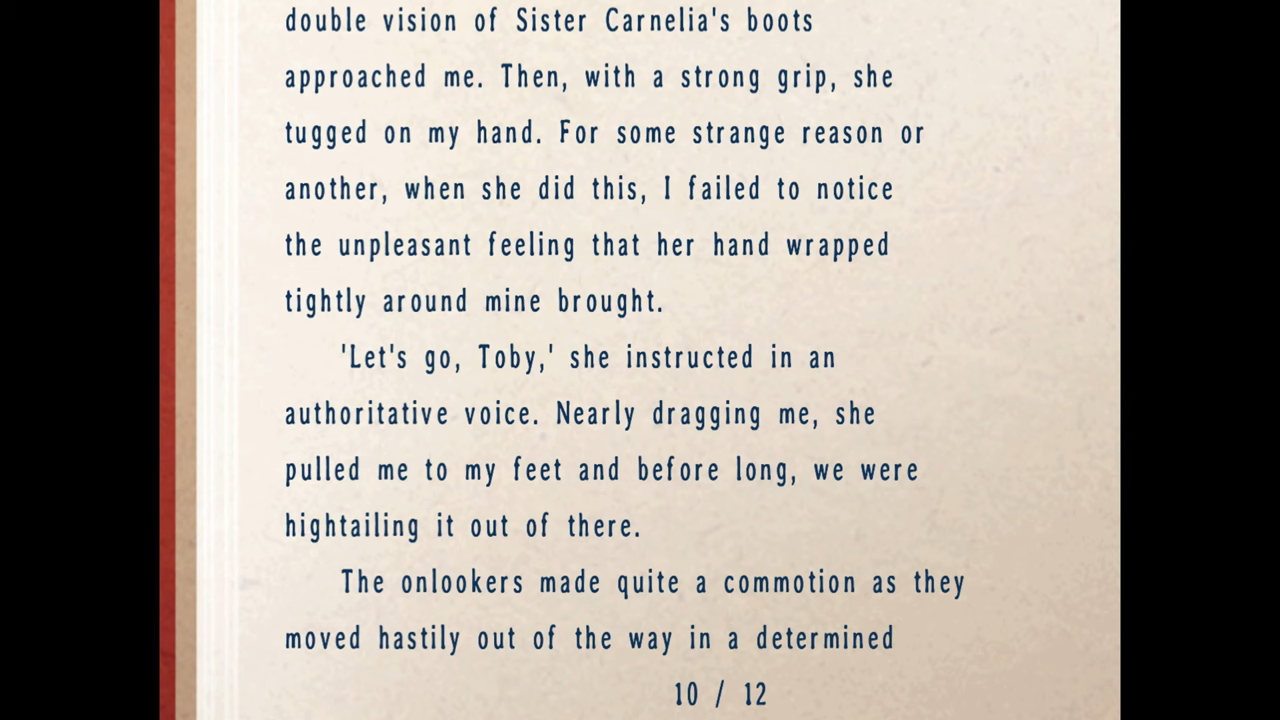 double vision of Sister Carnelia's boots
approached me. Then, with a strong grip, she
tugged on my hand. For some strange reason or
another, when she did this, I failed to notice
the unpleasant feeling that her hand wrapped
tightly around mine brought.
'Let's go, Toby,' she instructed in an
authoritative voice. Nearly dragging me, she
pulled me to my feet and before long, we were
hightailing it out of there.
The onlookers made quite a commotion as they
moved hastily out of the way in a determined
10 / 12